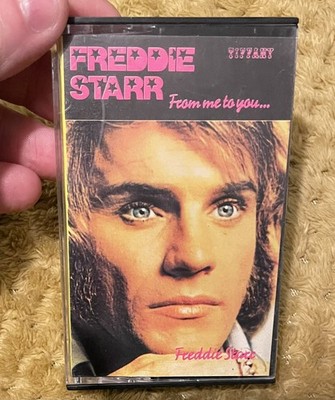 FREDDIE
TIFFANY
STARR
From me to you...
Freddie Starr